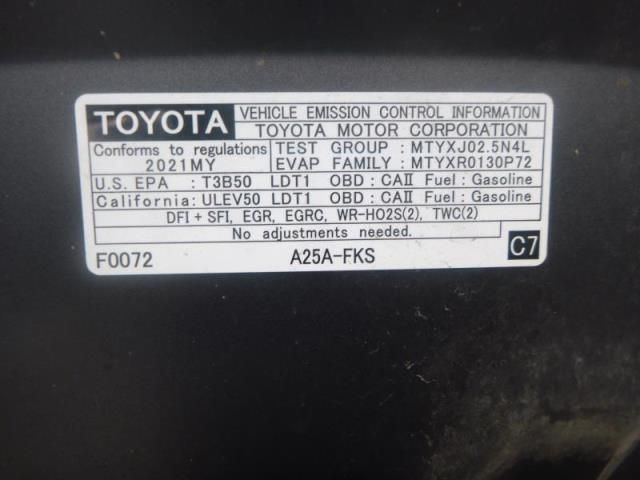 TOYOTA VEHICLE EMISSION CONTROL INFORMATION
TOYOTA MOTOR CORPORATION
Conforms to regulations TEST GROUP : MTYXJ02.5N4L
2021MY EVAP FAMILY : MTYXR0130P72
U.S. EPA : T3B50 LDT1 OBD : CAII Fuel : Gasoline
California : ULEV50 LDT1 OBD : CAII Fuel : Gasoline
DFI + SFI, EGR, EGRC, WR-HO2S(2), TWC(2)
No adjustments needed.
F0072 A25A-FKS C7